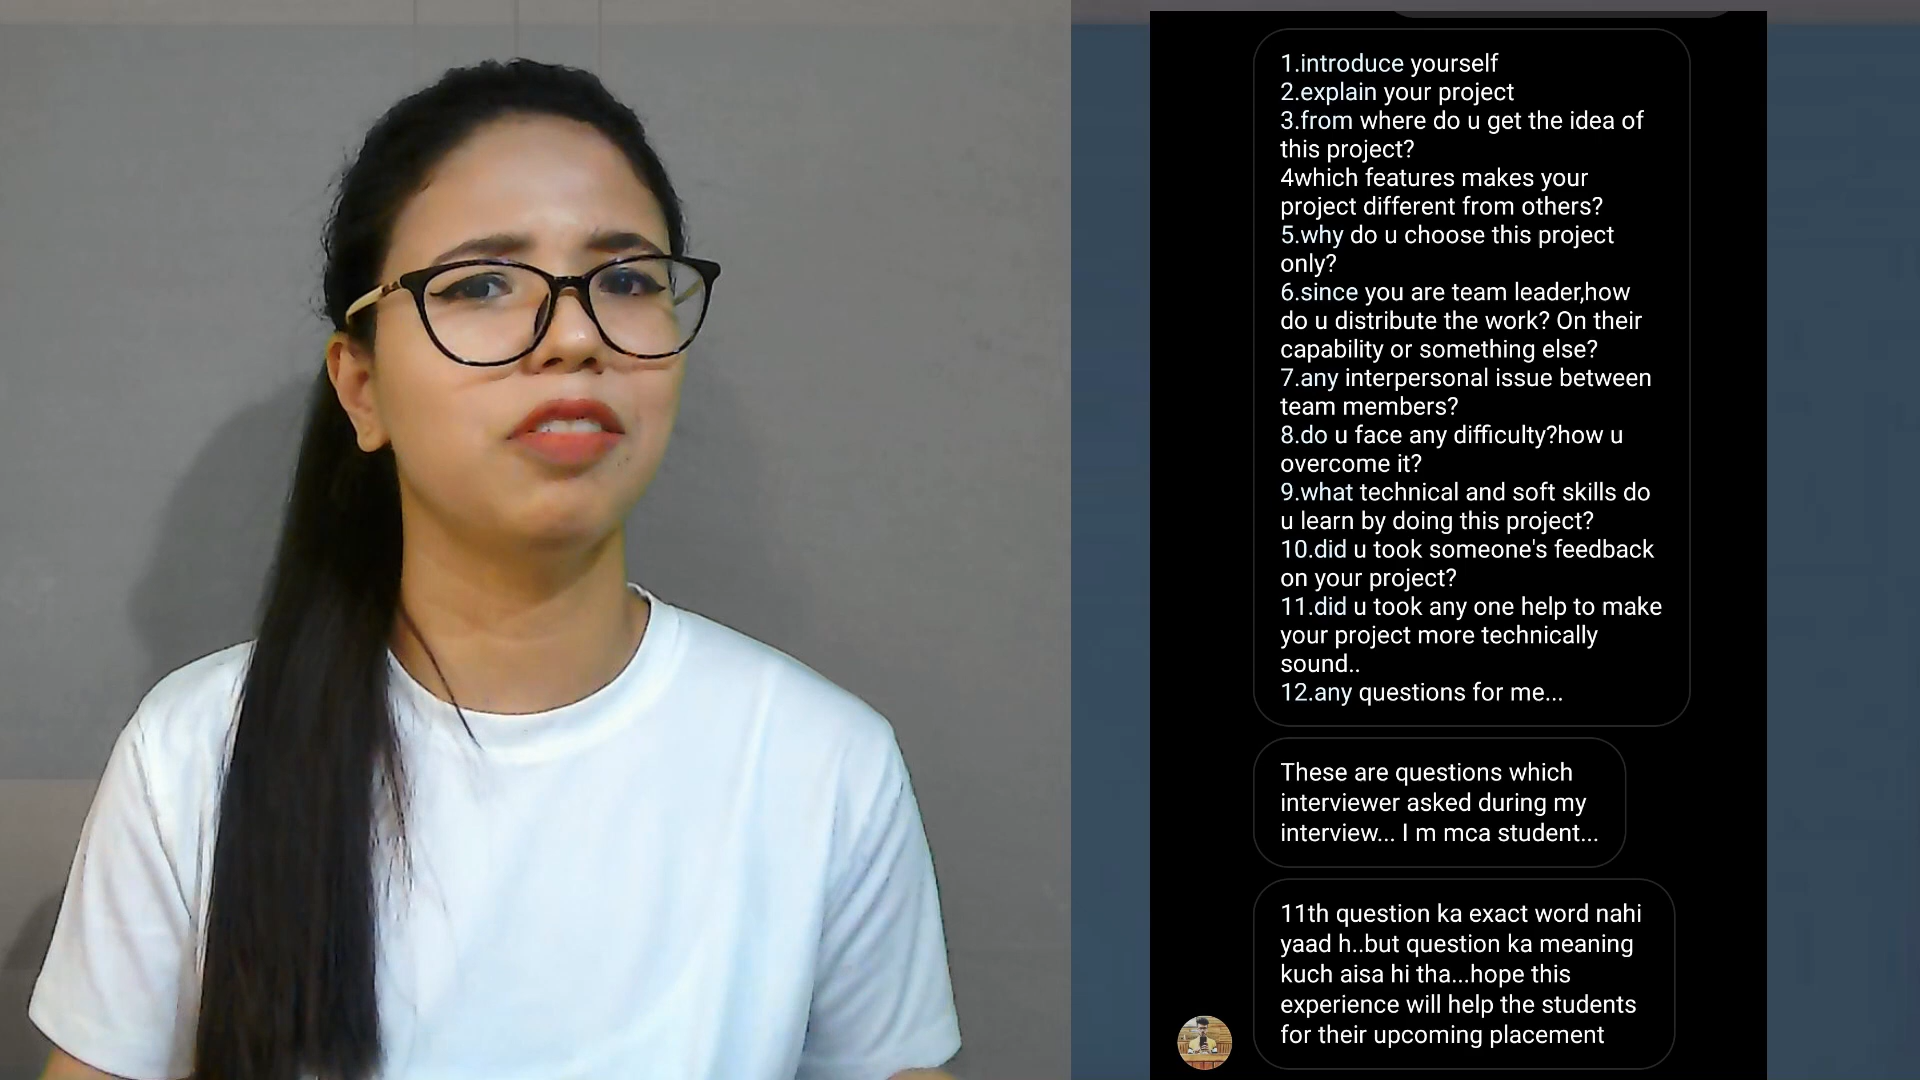 1.introduce yourself
2.explain your project
3.from where do u get the idea of
this project?
4which features makes your
project different from others?
5.why do u choose this project
only?
6.since you are team leader,how
do u distribute the work? On their
capability or something else?
7.any interpersonal issue between
team members?
8.do u face any difficulty?how u
overcome it?
9.what technical and soft skills do
u learn by doing this project?
10.did u took someone's feedback
on your project?
11.did u took any one help to make
your project more technically
sound..
12.any questions for me...
These are questions which
interviewer asked during my
interview... I m mca student...
11th question ka exact word nahi
yaad h..but question ka meaning
kuch aisa hi tha...hope this
experience will help the students
for their upcoming placement